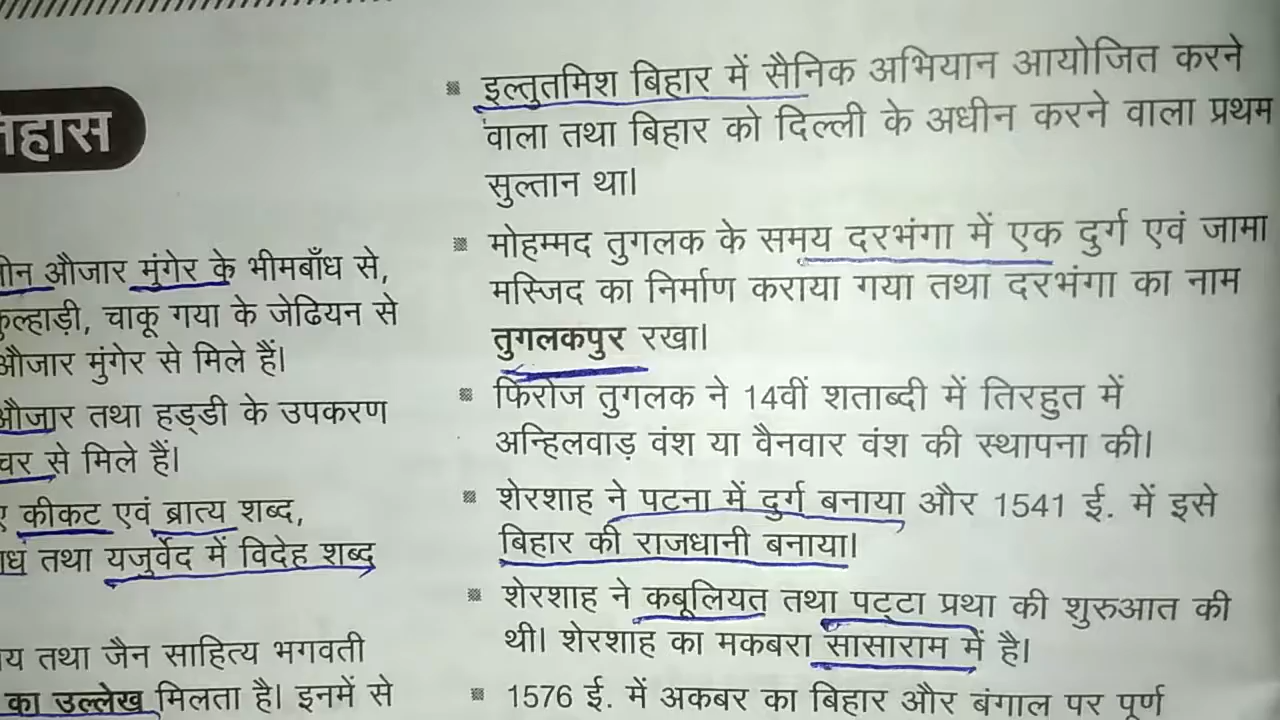 इल्तुतमिश बिहार में सैनिक अभियान आयोजित करने
वाला तथा बिहार को दिल्ली के अधीन करने वाला प्रथम
सुल्तान था।
मोहम्मद तुगलक के समय दरभंगा में एक दुर्ग एवं जामा
मस्जिद का निर्माण कराया गया तथा दरभंगा का नाम
तुगलकपुर रखा।
फिरोज तुगलक ने 14वीं शताब्दी में तिरहुत में
अन्हिलवाड़ वंश या वैनवार वंश की स्थापना की।
शेरशाह ने पटना में दुर्ग बनाया और 1541 ई. में इसे
बिहार की राजधानी बनाया।
शेरशाह ने कबूलियत तथा पट्टा प्रथा की शुरुआत की
थी। शेरशाह का मकबरा सासाराम में है।
1576 ई. में अकबर का बिहार और बंगाल पर पूर्ण
औजार मुंगेर के भीमबाँध से,
चाकू गया के जेठियन से
औजार मुंगेर से मिले हैं।
औजार तथा हड्डी के उपकरण
से मिले हैं।
कीकट एवं ब्रात्य शब्द,
तथा यजुर्वेद में विदेह शब्द
तथा जैन साहित्य भगवती
का उल्लेख मिलता है। इनमें से